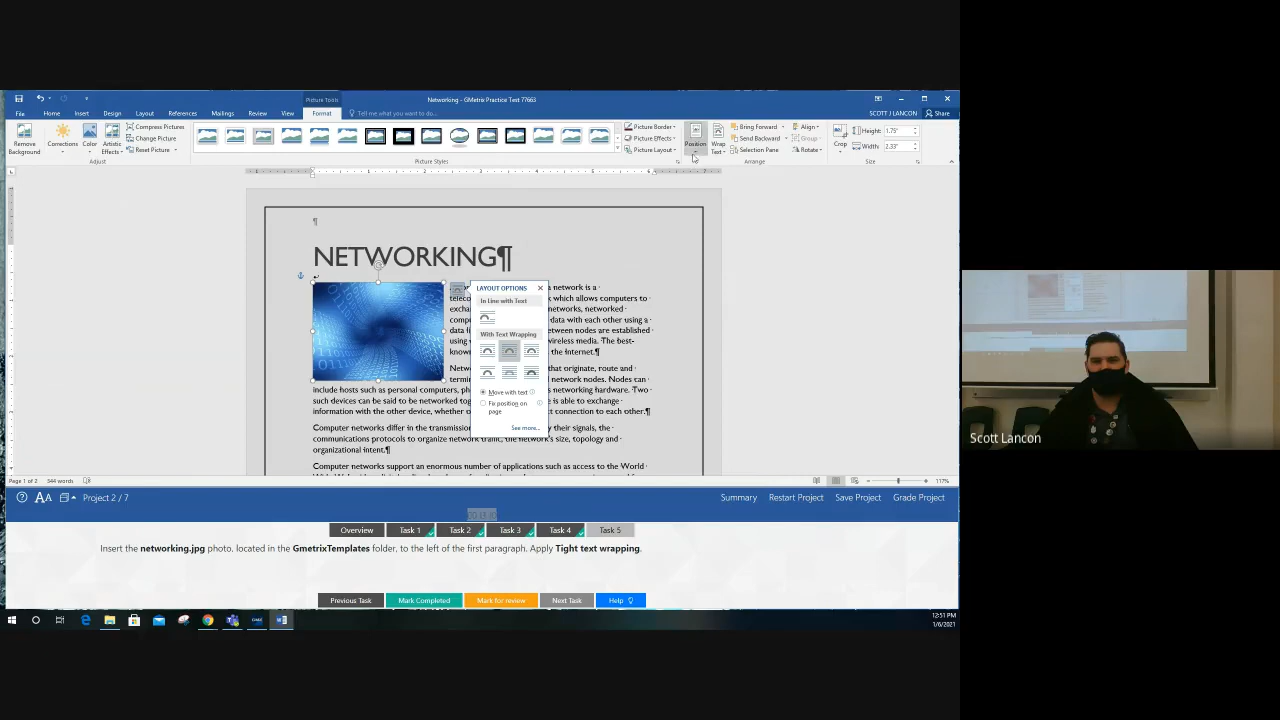 Picture Tools
Networking - GMetrix Practice Test 77663
File Home Insert Design Layout References Mailings Review View Format Tell me what you want to do... SCOTT J LANCON Share
Remove Background
Corrections
Color
Artistic Effects
Compress Pictures
Change Picture
Reset Picture
Adjust
Picture Styles
Picture Border
Picture Effects
Picture Layout
Position
Wrap Text
Bring Forward
Send Backward
Selection Pane
Align
Group
Rotate
Arrange
Crop
Height: 1.75"
Width: 2.33"
Size
¶
NETWORKING¶
a network is a
which allows computers to
networks, networked
data with each other using a
between nodes are established
wireless media. The best-
the Internet.¶
that originate, route and
network nodes. Nodes can
include hosts such as personal computers, networking hardware. Two
such devices can be said to be networked is able to exchange
information with the other device, whether connection to each other.¶
Computer networks differ in the transmission their signals, the
communications protocols to organize network traffic, the network's size, topology and
organizational intent.¶
Computer networks support an enormous number of applications such as access to the World
LAYOUT OPTIONS
In Line with Text
With Text Wrapping
Move with text
Fix position on page
See more...
Page 1 of 2 344 words 117%
Project 2 / 7 Summary Restart Project Save Project Grade Project
Overview Task 1 Task 2 Task 3 Task 4 Task 5
Insert the networking.jpg photo, located in the GmetrixTemplates folder, to the left of the first paragraph. Apply Tight text wrapping.
Previous Task Mark Completed Mark for review Next Task Help
12:51 PM
1/6/2021
Scott Lancon